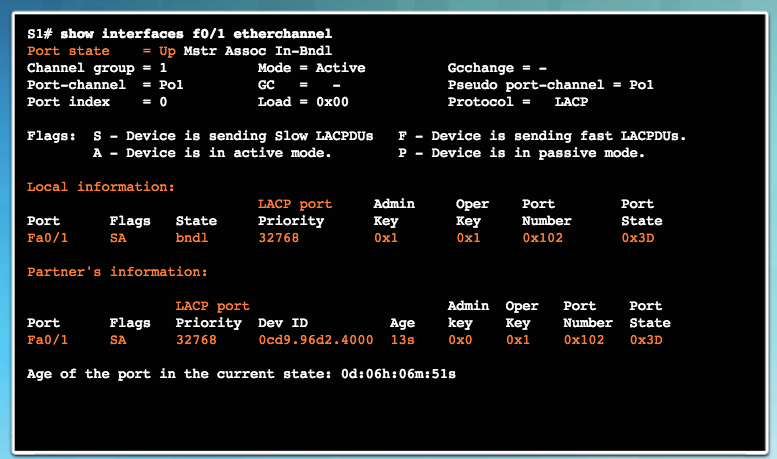 S1# show interfaces f0/1 etherchannel
Port state    = Up Mstr Assoc In-Bndl
Channel group = 1           Mode = Active          Gcchange = -
Port-channel  = Po1         GC   =   -             Pseudo port-channel = Po1
Port index    = 0           Load = 0x00            Protocol =   LACP
Flags:  S - Device is sending Slow LACPDUs   F - Device is sending fast LACPDUs.
        A - Device is in active mode.        P - Device is in passive mode.
Local information:
                            LACP port     Admin     Oper    Port        Port
Port      Flags   State     Priority      Key       Key     Number      State
Fa0/1     SA      bndl      32768         0x1       0x1     0x102       0x3D
Partner's information:
                  LACP port                        Admin  Oper   Port    Port
Port      Flags   Priority  Dev ID          Age    key    Key    Number  State
Fa0/1     SA      32768     0cd9.96d2.4000  13s    0x0    0x1    0x102   0x3D
Age of the port in the current state: 0d:06h:06m:51s